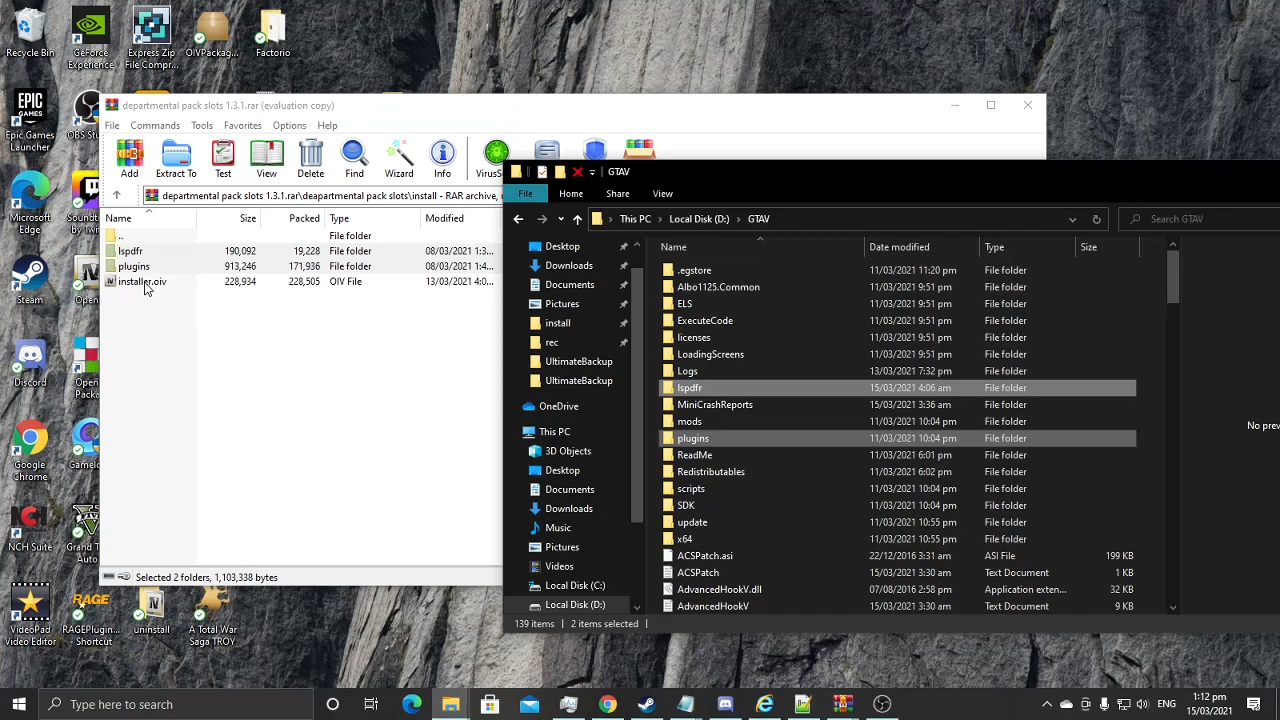 Recycle Bin
GeForce Experience
Express Zip File Compr...
OIVPackag...
Factorio
Epic Games Launcher
OBS Stu
Microsoft Edge
Soundt
by Twi
Steam
Open
Discord
Open
Packa
Google Chrome
Gamelo
NCH Suite
Grand T
Auto
VideoPad Video Editor
RAGEPlugin... Shortcut
uninstall
A Total War Saga TROY
departmental pack slots 1.3.1.rar (evaluation copy)
File Commands Tools Favorites Options Help
Add Extract To Test View Delete Find Wizard Info VirusS
departmental pack slots 1.3.1.rar\deapartmental pack slots\install - RAR archive, u
Name Size Packed Type Modified
.. File folder
lspdfr 190,092 19,228 File folder 08/03/2021 1:3...
plugins 913,246 171,936 File folder 08/03/2021 1:4...
installer.oiv 228,934 228,505 OIV File 13/03/2021 4:0...
Selected 2 folders, 1,103,338 bytes
GTAV
File Home Share View
This PC > Local Disk (D:) > GTAV
Search GTAV
Desktop
Downloads
Documents
Pictures
install
rec
UltimateBackup
UltimateBackup
OneDrive
This PC
3D Objects
Desktop
Documents
Downloads
Music
Pictures
Videos
Local Disk (C:)
Local Disk (D:)
Name Date modified Type Size
.egstore 11/03/2021 11:20 pm File folder
Albo1125.Common 11/03/2021 9:51 pm File folder
ELS 11/03/2021 9:51 pm File folder
ExecuteCode 11/03/2021 9:51 pm File folder
licenses 11/03/2021 9:51 pm File folder
LoadingScreens 11/03/2021 9:51 pm File folder
Logs 13/03/2021 7:32 pm File folder
lspdfr 15/03/2021 4:06 am File folder
MiniCrashReports 15/03/2021 3:36 am File folder
mods 11/03/2021 10:04 pm File folder
plugins 11/03/2021 10:04 pm File folder
ReadMe 11/03/2021 6:01 pm File folder
Redistributables 11/03/2021 6:02 pm File folder
scripts 11/03/2021 10:04 pm File folder
SDK 11/03/2021 10:04 pm File folder
update 11/03/2021 10:55 pm File folder
x64 11/03/2021 10:55 pm File folder
ACSPatch.asi 22/12/2016 3:31 am ASI File 199 KB
ACSPatch 15/03/2021 3:30 am Text Document 1 KB
AdvancedHookV.dll 07/08/2016 2:58 pm Application exten... 32 KB
AdvancedHookV 15/03/2021 3:30 am Text Document 9 KB
No prev
139 items 2 items selected
Type here to search
ENG
1:12 pm
15/03/2021